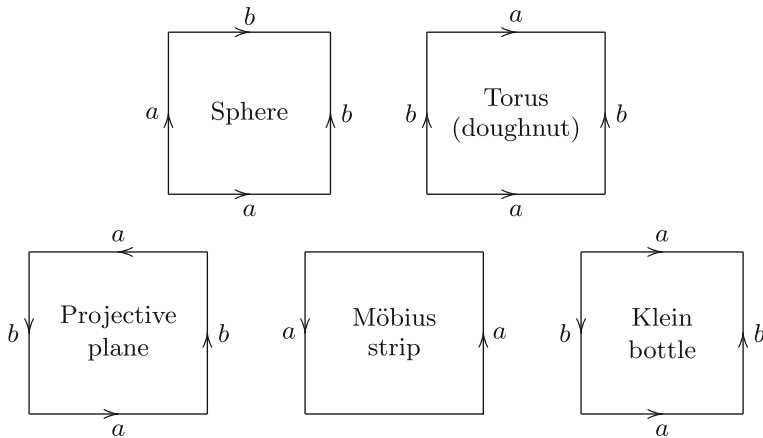 b
a
Sphere
b
a
a
b
Torus
(doughnut)
b
a
a
b
Projective
plane
b
a
a
Möbius
strip
a
a
b
Klein
bottle
b
a